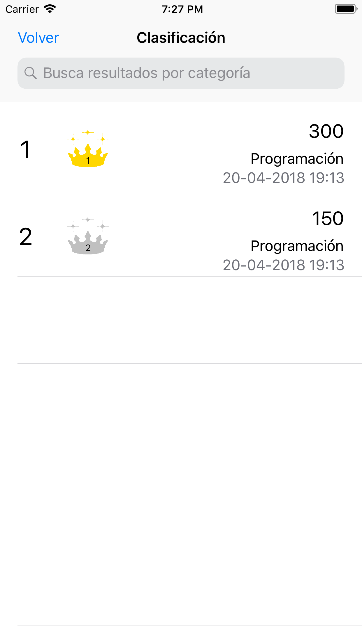 Carrier 7:27 PM
Volver Clasificación
Busca resultados por categoría
300
1 1
Programación
20-04-2018 19:13
150
2 2
Programación
20-04-2018 19:13